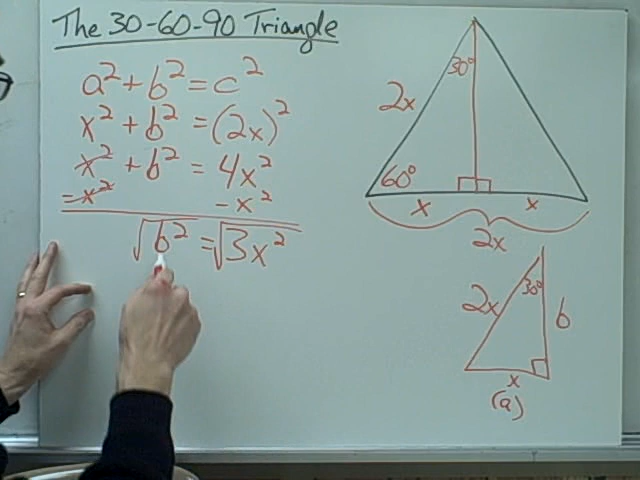 The 30-60-90 Triangle
a² + b² = c²
x² + b² = (2x)²
x² + b² = 4x²
-x² -x²
√b² = √3x²
30°
2x
60°
x x
2x
30°
2x
b
x
(a)